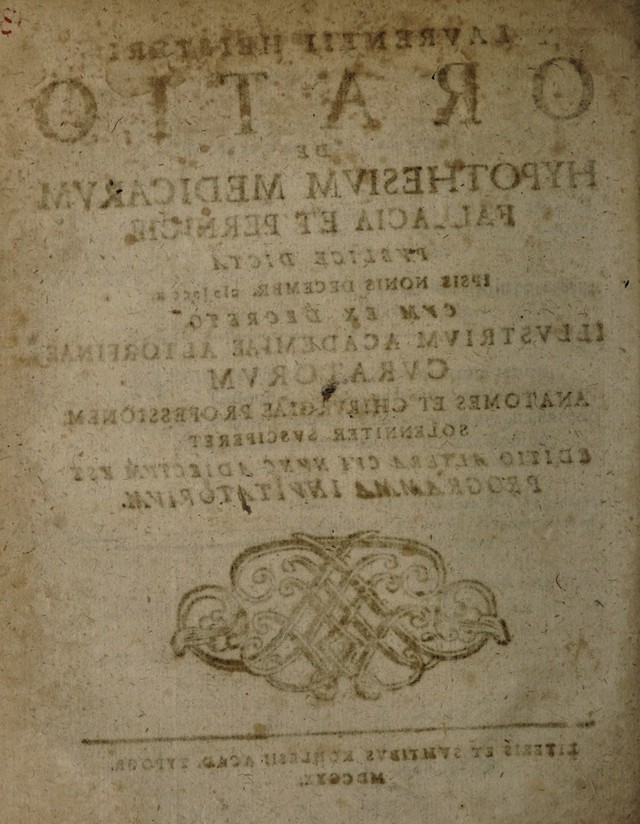 LAVRENTII HEISTERI
ORATIO
DE
HYPOTHESIVM MEDICARVM
FALLACIA ET PERNICIE
PVBLICE DICTA
IPSIS NONIS DECEMBR.
CVM EX DECRETO
ILLVSTRIVM ACADEMIAE ALTORFINAE
CVRATORVM
ANATOMES ET CHIRVRGIAE PROFESSIONEM
SOLENNITER SVSCIPERET
EDITIO ALTERA CVI NVNC ADIECTVM EST
PROGRAMMA INVITATORIVM.
LITERIS ET SVMTIBVS KOHLESII ACAD. TYPOGR.